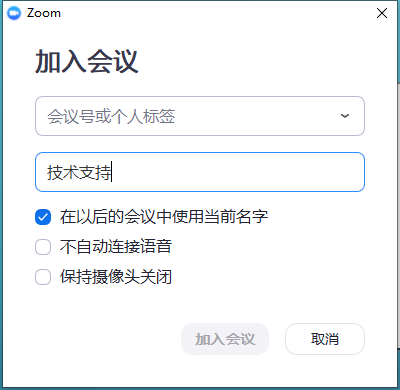 Zoom
加入会议
会议号或个人标签
技术支持
在以后的会议中使用当前名字
不自动连接语音
保持摄像头关闭
加入会议 取消